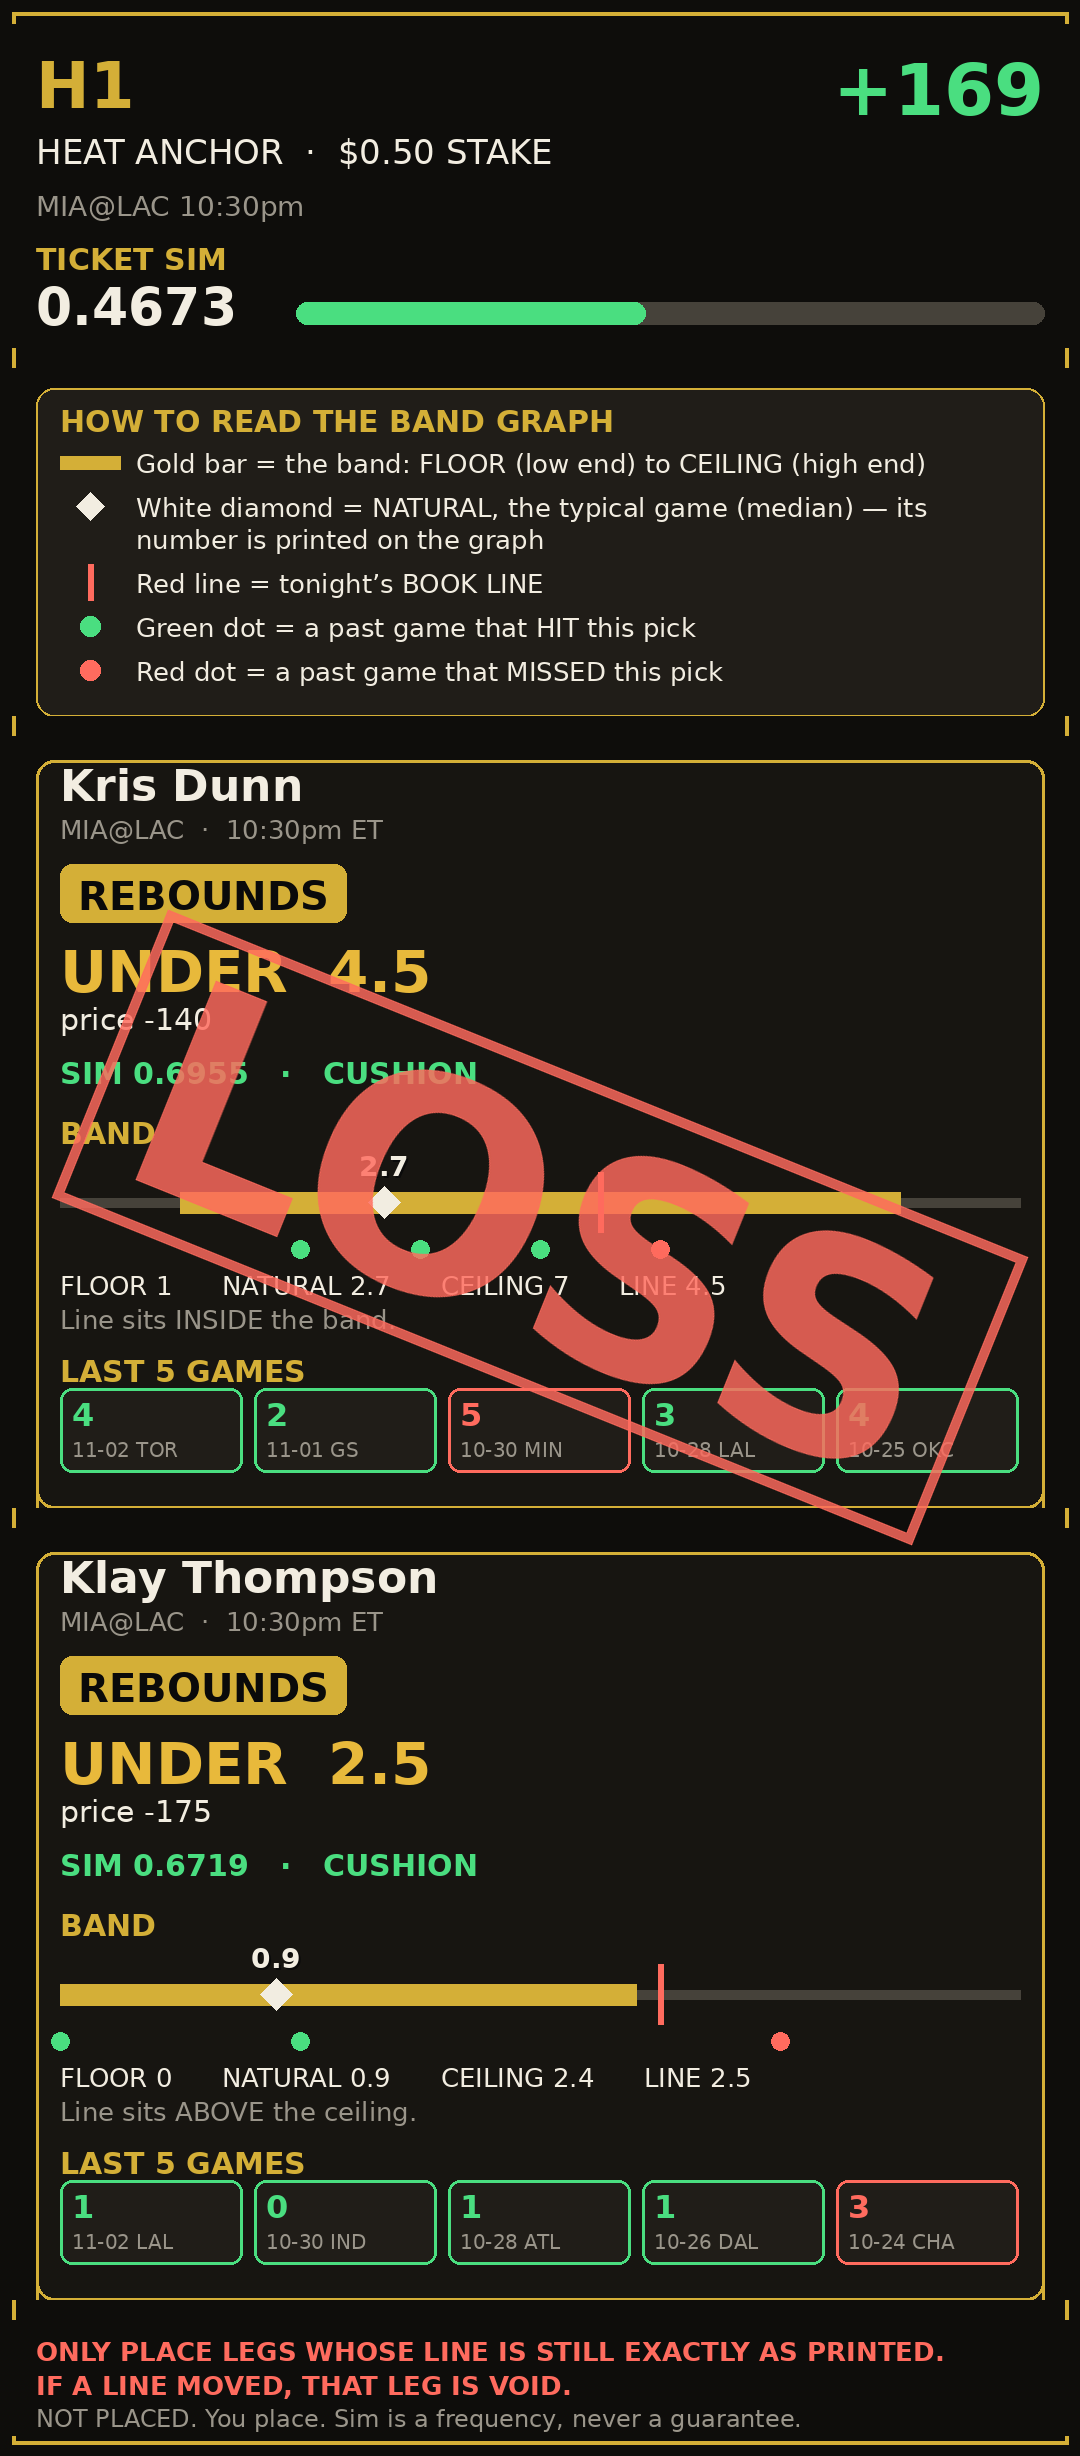 H1
+169
HEAT ANCHOR · $0.50 STAKE
MIA@LAC 10:30pm
TICKET SIM
0.4673
HOW TO READ THE BAND GRAPH
Gold bar = the band: FLOOR (low end) to CEILING (high end)
White diamond = NATURAL, the typical game (median) — its
number is printed on the graph
Red line = tonight’s BOOK LINE
Green dot = a past game that HIT this pick
Red dot = a past game that MISSED this pick
Kris Dunn
MIA@LAC · 10:30pm ET
REBOUNDS
UNDER 4.5
price -140
SIM 0.6955 · CUSHION
BAND
2.7
FLOOR 1 NATURAL 2.7 CEILING 7 LINE 4.5
Line sits INSIDE the band.
LAST 5 GAMES
4 2 5 3 4
11-02 TOR 11-01 GS 10-30 MIN 10-28 LAL 10-25 OKC
LOSS
Klay Thompson
MIA@LAC · 10:30pm ET
REBOUNDS
UNDER 2.5
price -175
SIM 0.6719 · CUSHION
BAND
0.9
FLOOR 0 NATURAL 0.9 CEILING 2.4 LINE 2.5
Line sits ABOVE the ceiling.
LAST 5 GAMES
1 0 1 1 3
11-02 LAL 10-30 IND 10-28 ATL 10-26 DAL 10-24 CHA
ONLY PLACE LEGS WHOSE LINE IS STILL EXACTLY AS PRINTED.
IF A LINE MOVED, THAT LEG IS VOID.
NOT PLACED. You place. Sim is a frequency, never a guarantee.